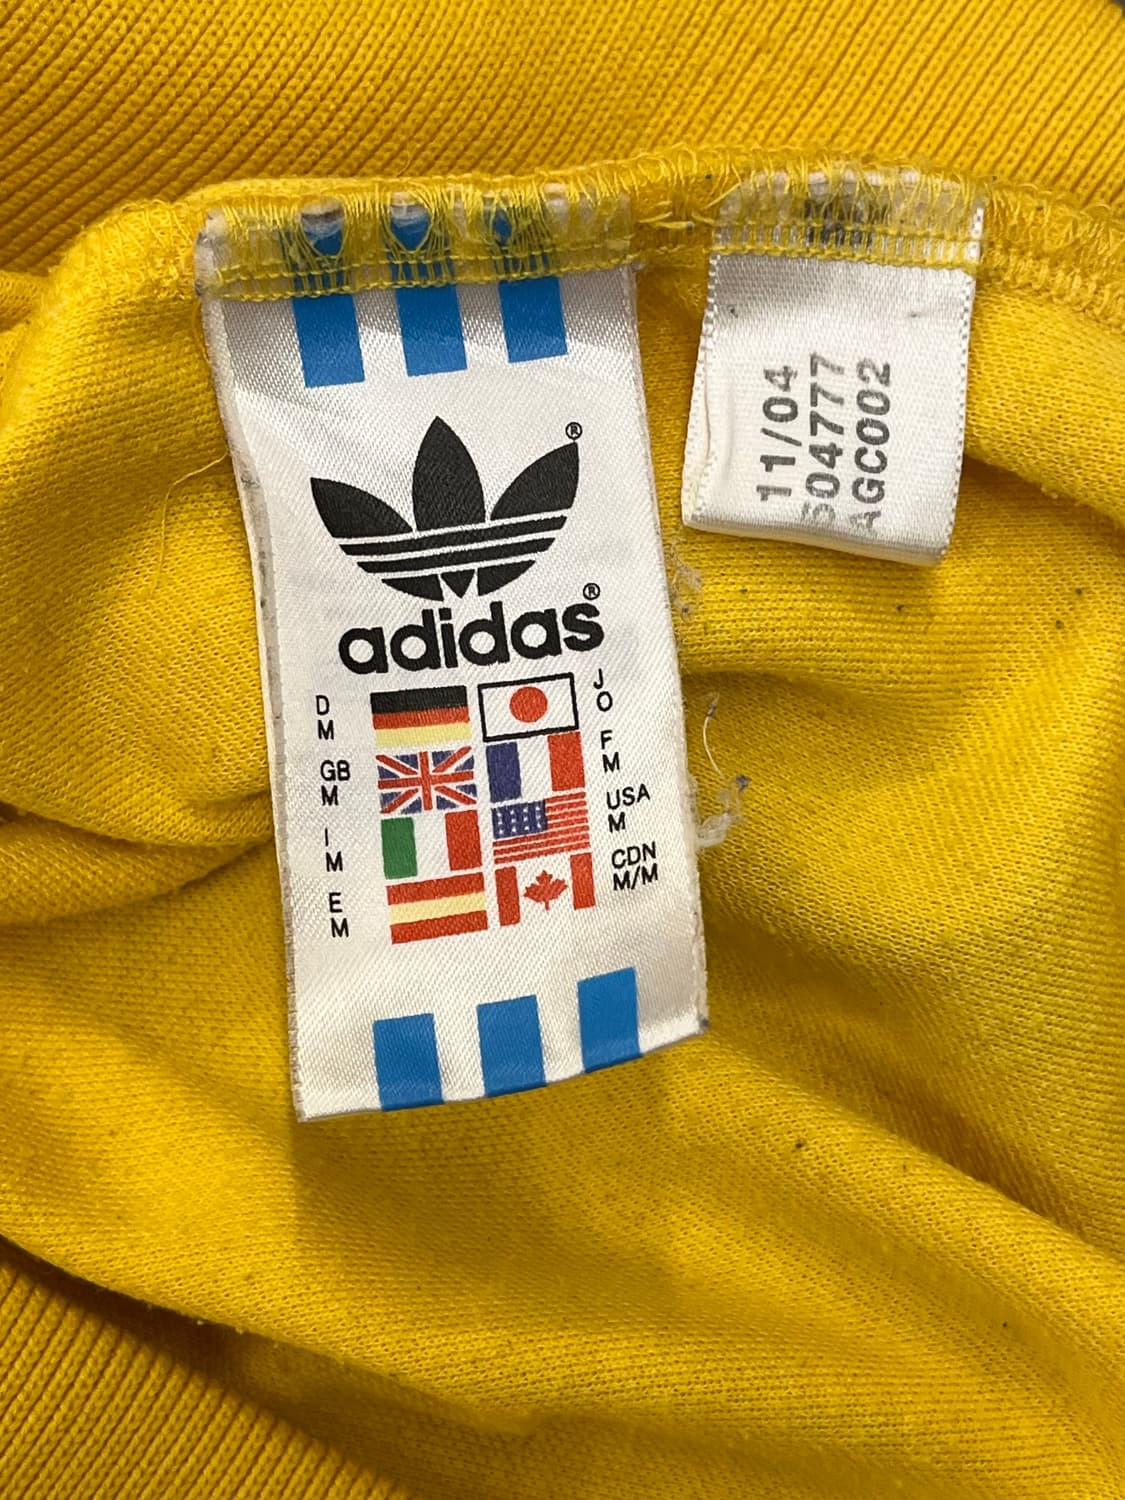 ®
adidas®
D
M
GB
M
I
M
E
M
J
O
F
M
USA
M
CDN
M/M
11/04
504777
AGC002